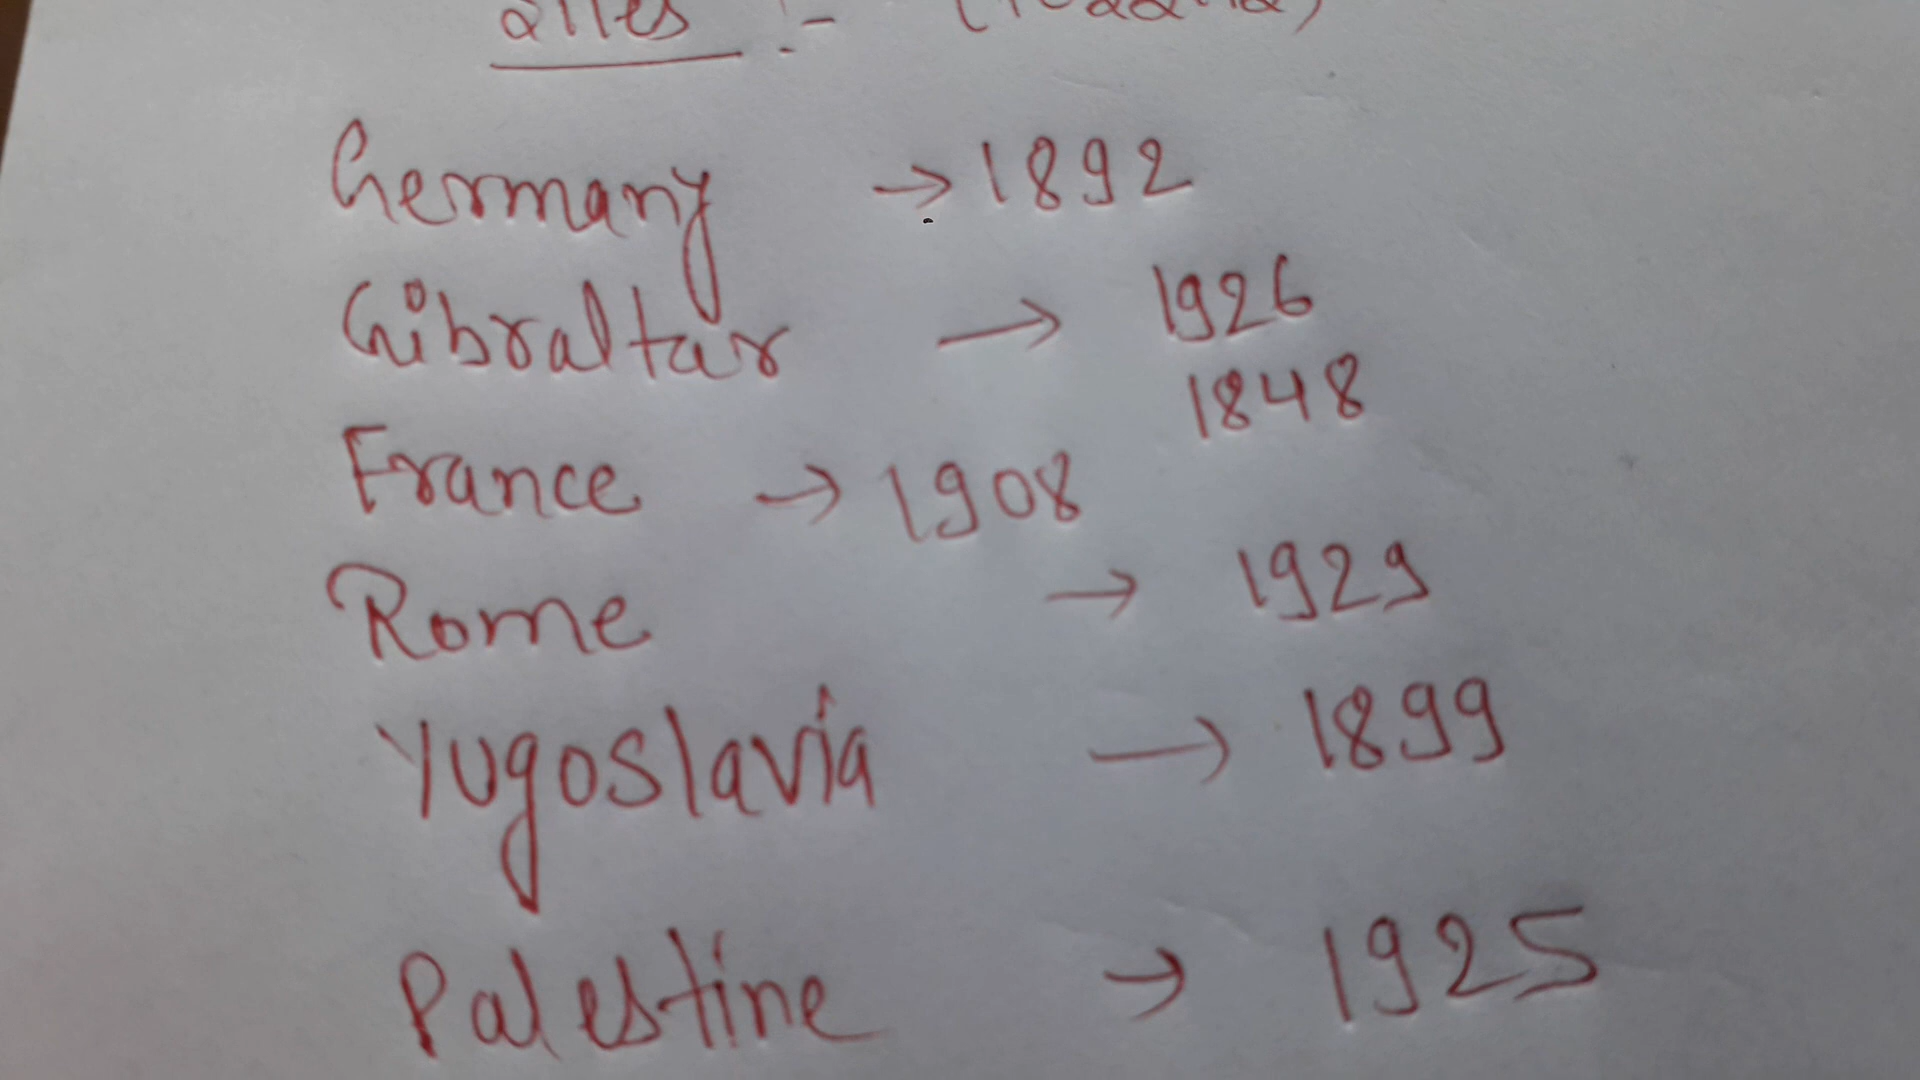 Germany → 1892
Gibraltar → 1926
1848
France → 1908
Rome → 1929
Yugoslavia → 1899
Palestine → 1925